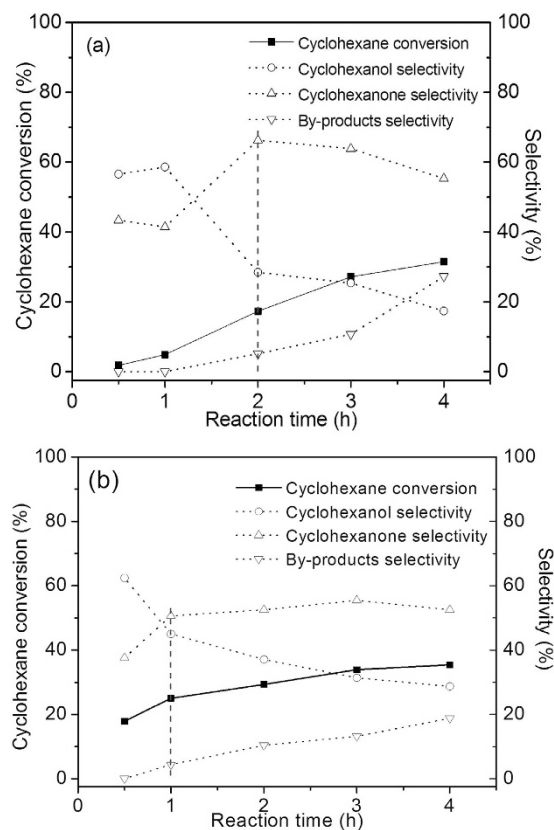 (a)
Cyclohexane conversion
Cyclohexanol selectivity
Cyclohexanone selectivity
By-products selectivity
Cyclohexane conversion (%)
100
80
60
40
20
0
Selectivity (%)
100
80
60
40
20
0
0 1 2 3 4
Reaction time (h)
(b)
Cyclohexane conversion
Cyclohexanol selectivity
Cyclohexanone selectivity
By-products selectivity
Cyclohexane conversion (%)
100
80
60
40
20
0
Selectivity (%)
100
80
60
40
20
0
0 1 2 3 4
Reaction time (h)